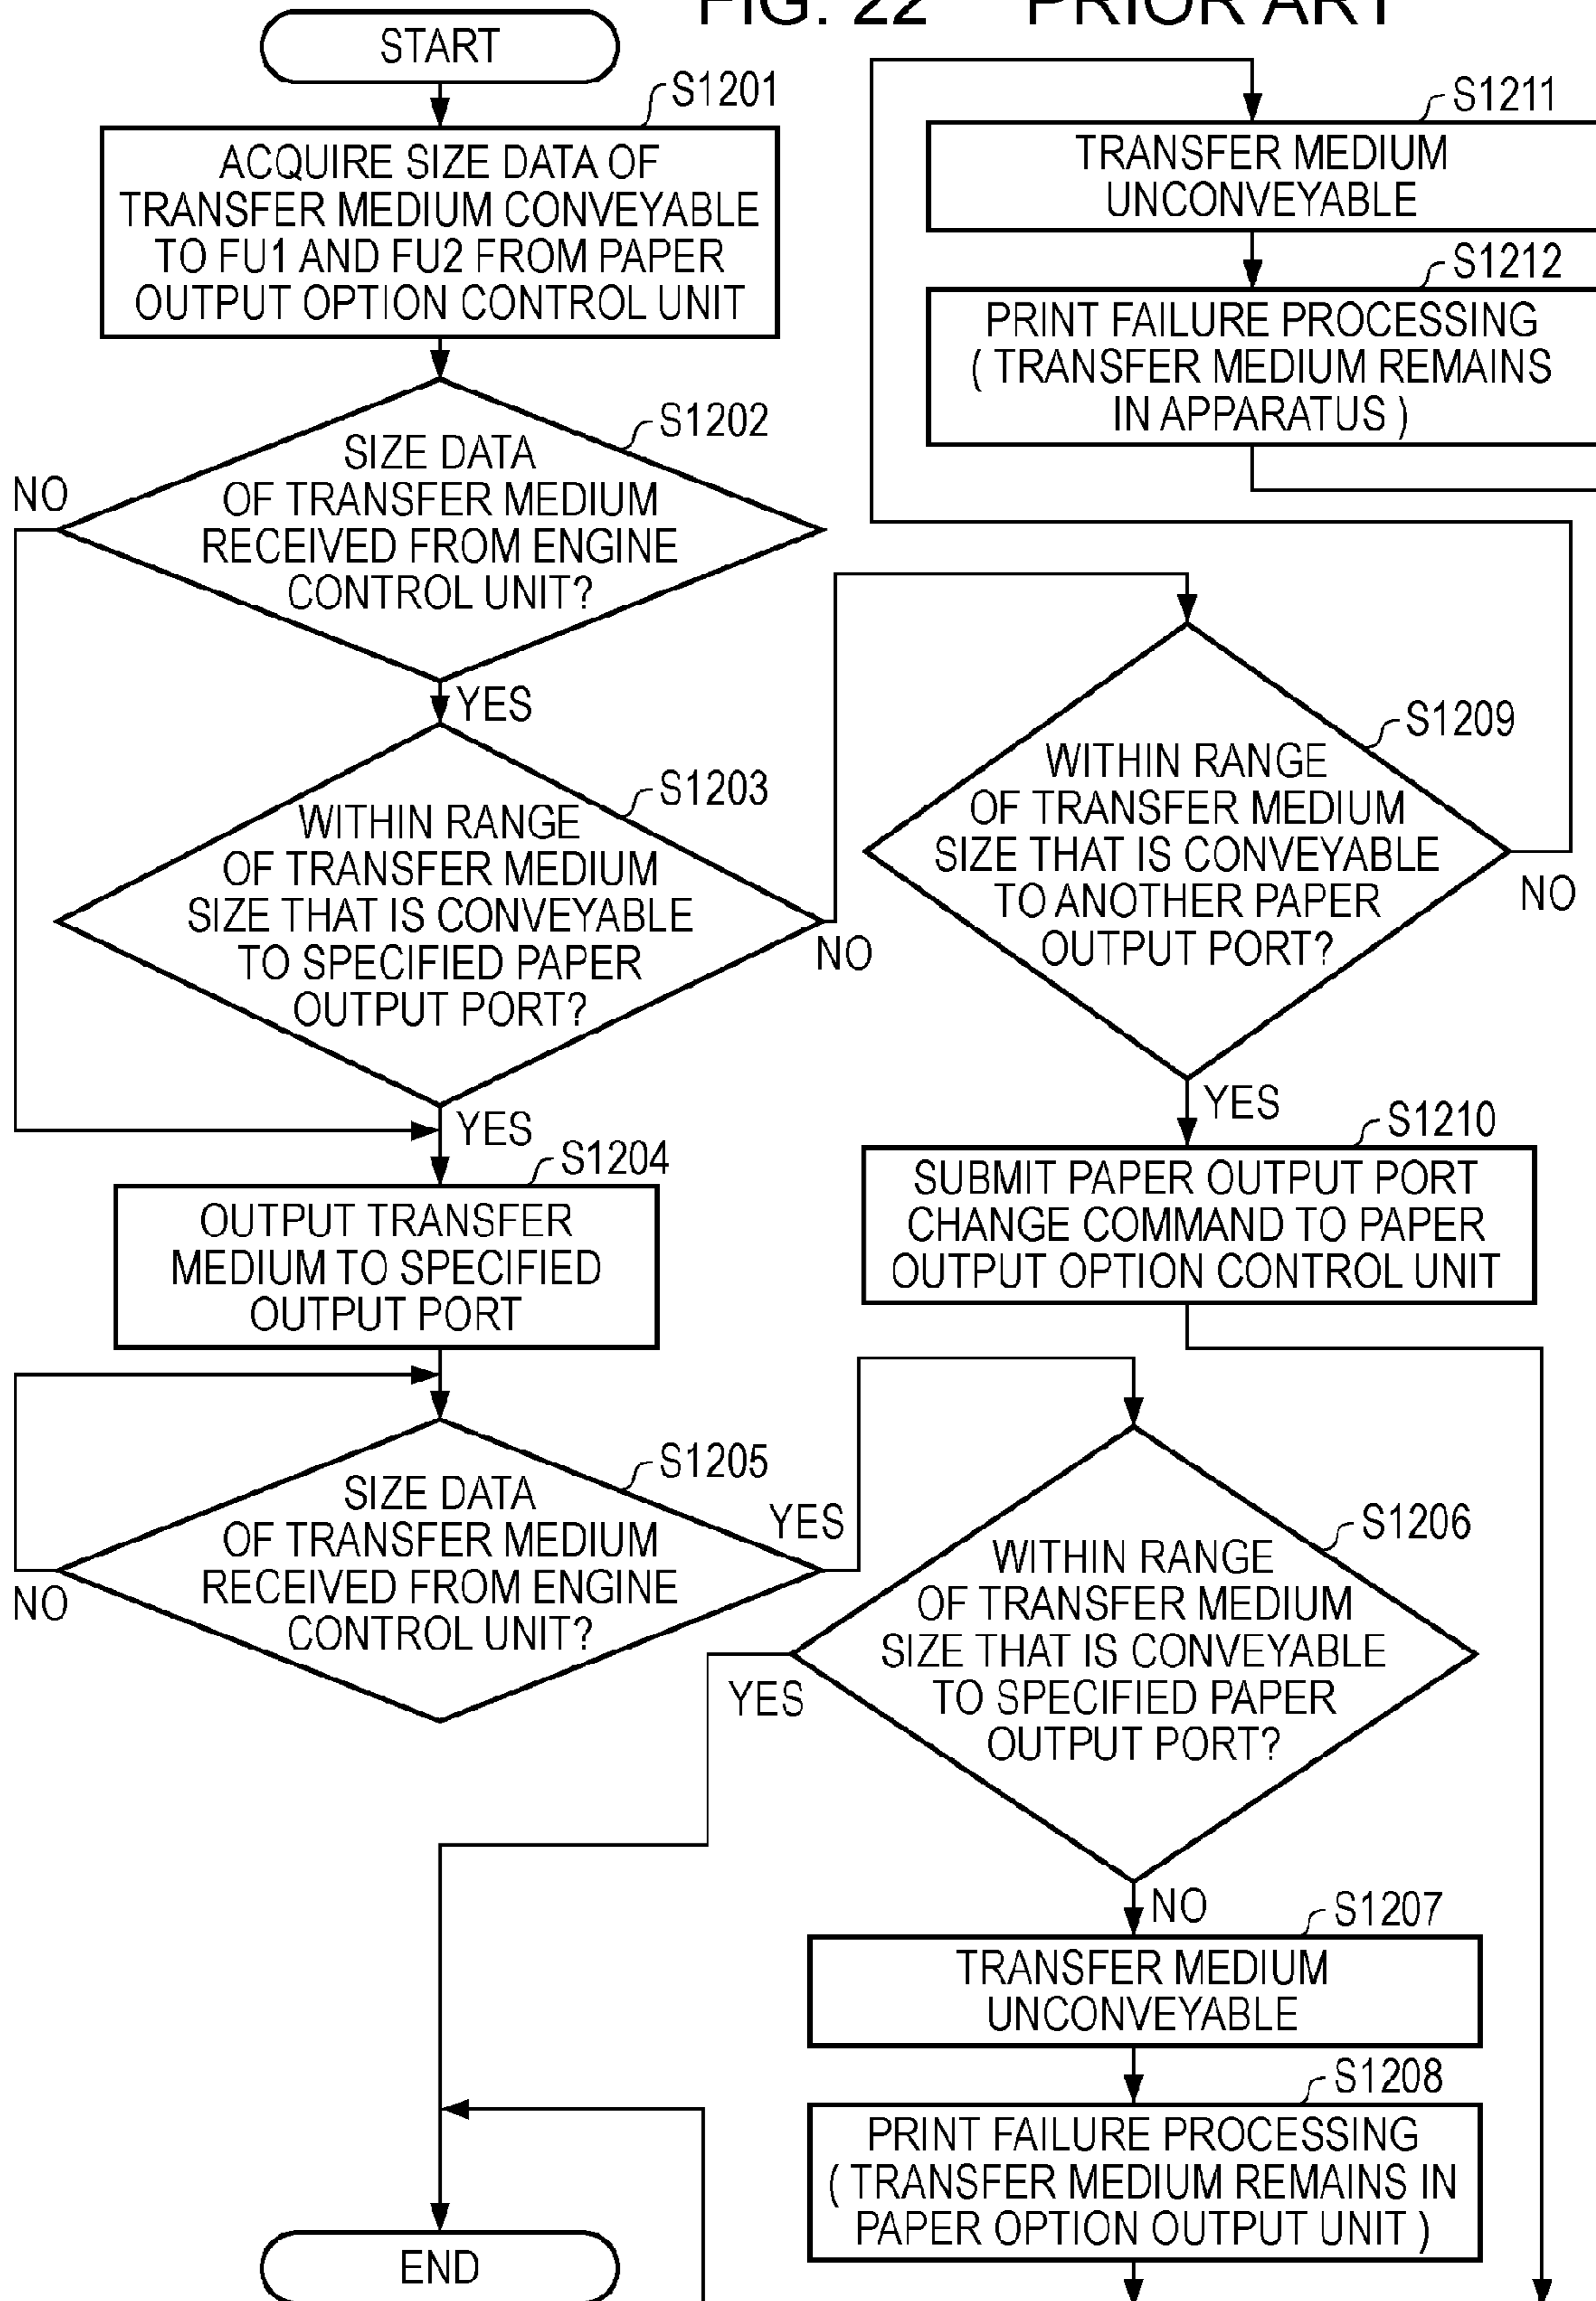 FIG. 22 PRIOR ART
START
S1201
ACQUIRE SIZE DATA OF
TRANSFER MEDIUM CONVEYABLE
TO FU1 AND FU2 FROM PAPER
OUTPUT OPTION CONTROL UNIT
S1202
SIZE DATA
OF TRANSFER MEDIUM
RECEIVED FROM ENGINE
CONTROL UNIT?
NO
YES
S1203
WITHIN RANGE
OF TRANSFER MEDIUM
SIZE THAT IS CONVEYABLE
TO SPECIFIED PAPER
OUTPUT PORT?
NO
YES
S1204
OUTPUT TRANSFER
MEDIUM TO SPECIFIED
OUTPUT PORT
S1205
SIZE DATA
OF TRANSFER MEDIUM
RECEIVED FROM ENGINE
CONTROL UNIT?
NO
YES
S1206
WITHIN RANGE
OF TRANSFER MEDIUM
SIZE THAT IS CONVEYABLE
TO SPECIFIED PAPER
OUTPUT PORT?
YES
NO
S1207
TRANSFER MEDIUM
UNCONVEYABLE
S1208
PRINT FAILURE PROCESSING
( TRANSFER MEDIUM REMAINS IN
PAPER OPTION OUTPUT UNIT )
END
S1209
WITHIN RANGE
OF TRANSFER MEDIUM
SIZE THAT IS CONVEYABLE
TO ANOTHER PAPER
OUTPUT PORT?
NO
YES
S1210
SUBMIT PAPER OUTPUT PORT
CHANGE COMMAND TO PAPER
OUTPUT OPTION CONTROL UNIT
S1211
TRANSFER MEDIUM
UNCONVEYABLE
S1212
PRINT FAILURE PROCESSING
( TRANSFER MEDIUM REMAINS
IN APPARATUS )